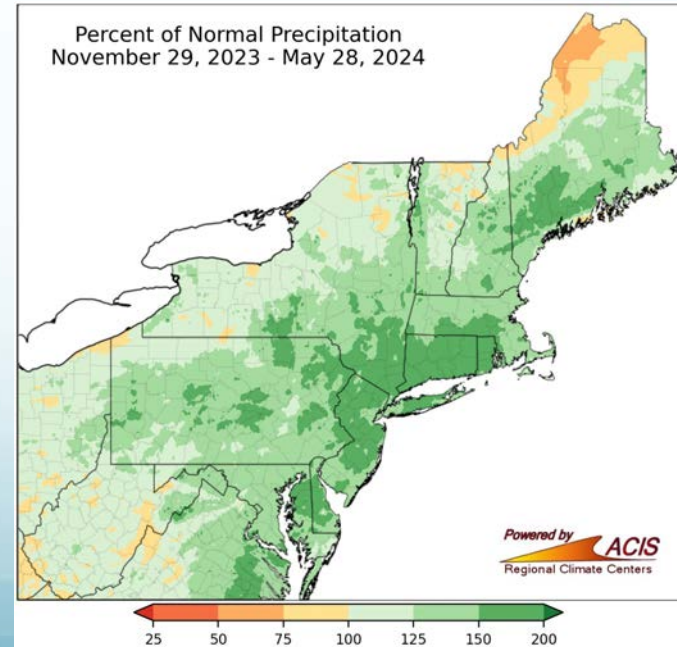 Percent of Normal Precipitation
November 29, 2023 - May 28, 2024
Powered by
ACIS
Regional Climate Centers
25 50 75 100 125 150 200